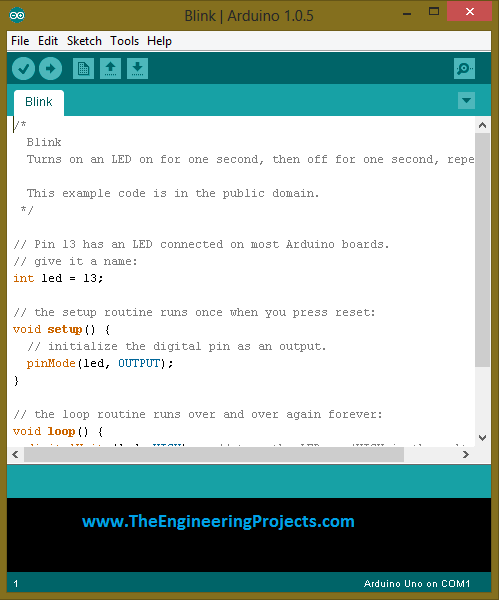 Blink | Arduino 1.0.5
File Edit Sketch Tools Help
Blink
/*
  Blink
  Turns on an LED on for one second, then off for one second, repe

  This example code is in the public domain.
 */

// Pin 13 has an LED connected on most Arduino boards.
// give it a name:
int led = 13;

// the setup routine runs once when you press reset:
void setup() {
  // initialize the digital pin as an output.
  pinMode(led, OUTPUT);
}

// the loop routine runs over and over again forever:
void loop() {
www.TheEngineeringProjects.com
1 Arduino Uno on COM1